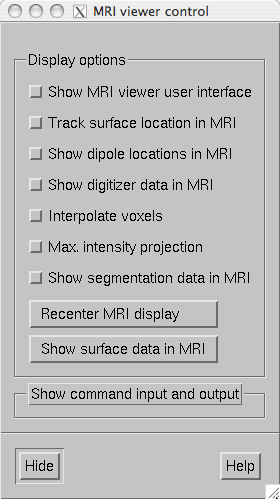 MRI viewer control
Display options
Show MRI viewer user interface
Track surface location in MRI
Show dipole locations in MRI
Show digitizer data in MRI
Interpolate voxels
Max. intensity projection
Show segmentation data in MRI
Recenter MRI display
Show surface data in MRI
Show command input and output
Hide
Help